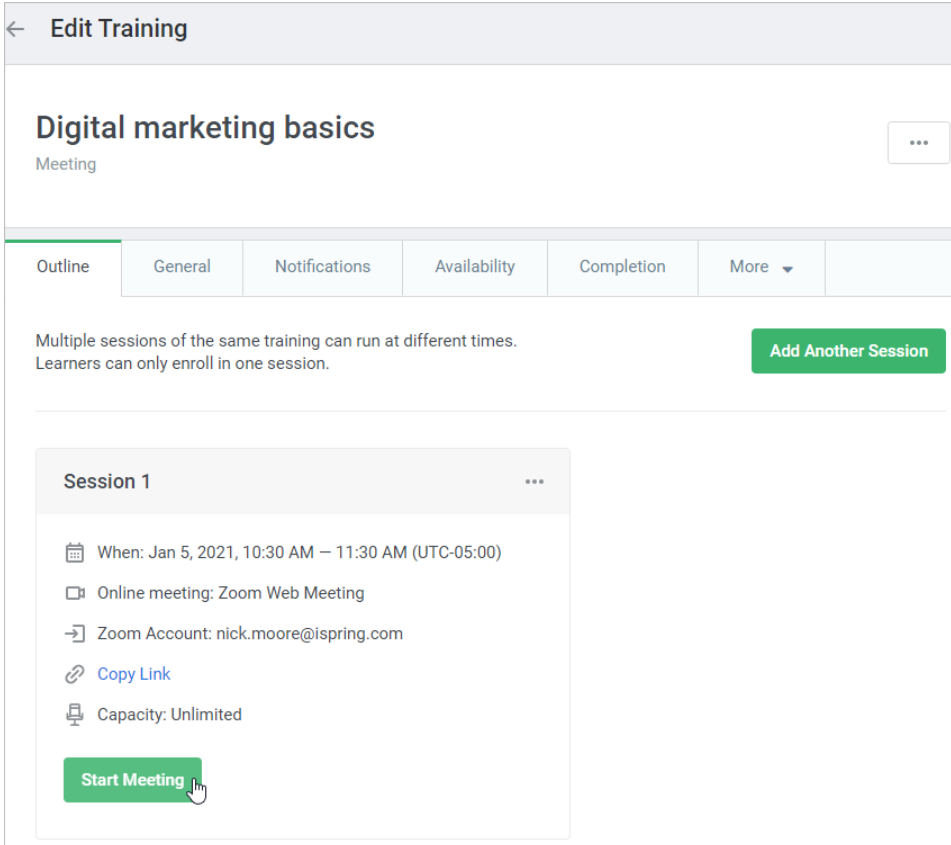 Edit Training
Digital marketing basics
Meeting
Outline
General
Notifications
Availability
Completion
More
Multiple sessions of the same training can run at different times.
Learners can only enroll in one session.
Add Another Session
Session 1
When: Jan 5, 2021, 10:30 AM — 11:30 AM (UTC-05:00)
Online meeting: Zoom Web Meeting
Zoom Account: nick.moore@ispring.com
Copy Link
Capacity: Unlimited
Start Meeting